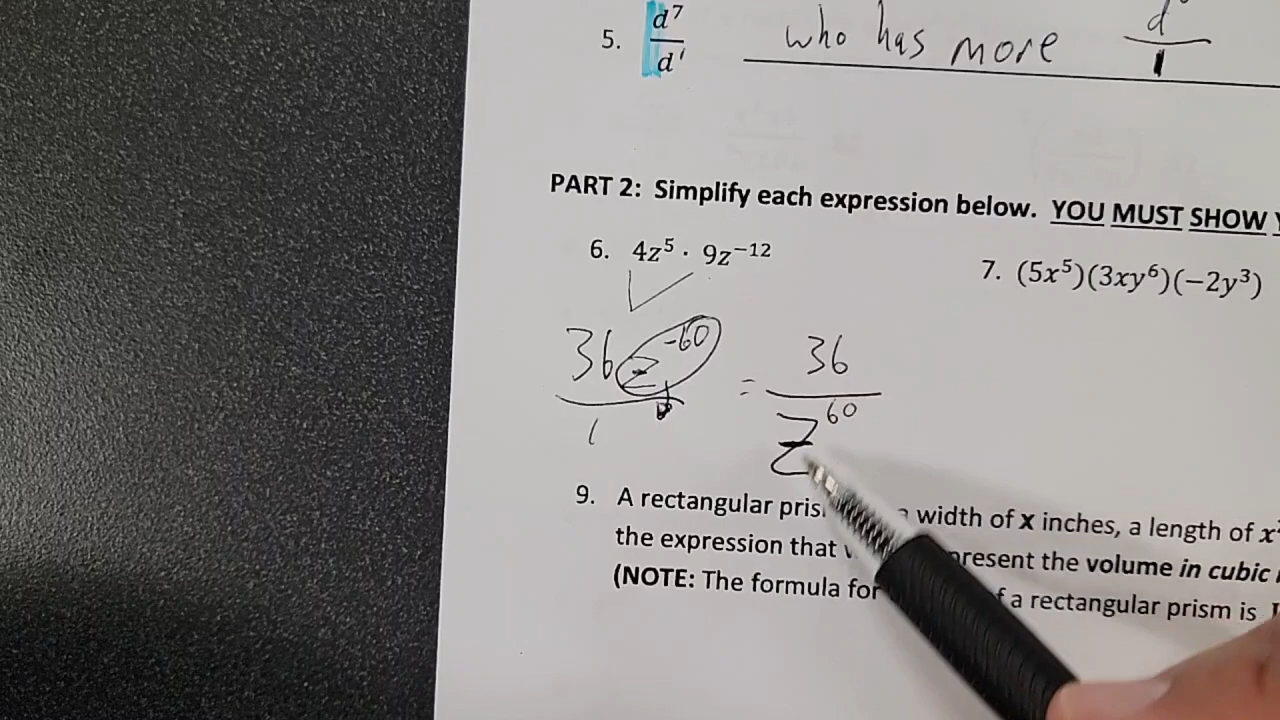 5. d⁷/d¹ who has more d/1
PART 2: Simplify each expression below. YOU MUST SHOW
6. 4z⁵ · 9z⁻¹² 7. (5x⁵)(3xy⁶)(−2y³)
36z⁻⁶⁰/1 = 36/z⁶⁰
9. A rectangular a width of x inches, a length of x
the expression that the volume in cubic
(NOTE: The formula for a rectangular prism is